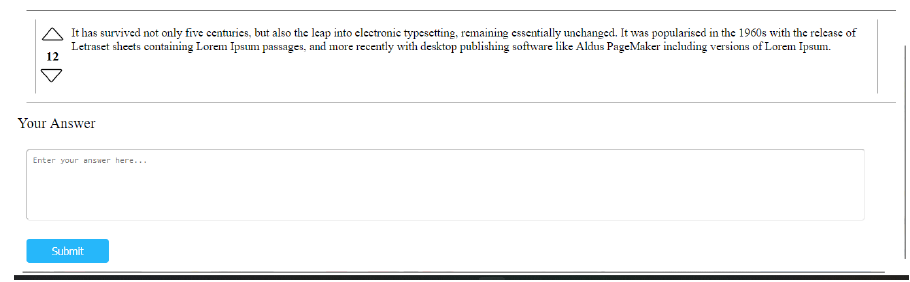 It has survived not only five centuries, but also the leap into electronic typesetting, remaining essentially unchanged. It was popularised in the 1960s with the release of
Letraset sheets containing Lorem Ipsum passages, and more recently with desktop publishing software like Aldus PageMaker including versions of Lorem Ipsum.
12
Your Answer
Enter your answer here...
Submit